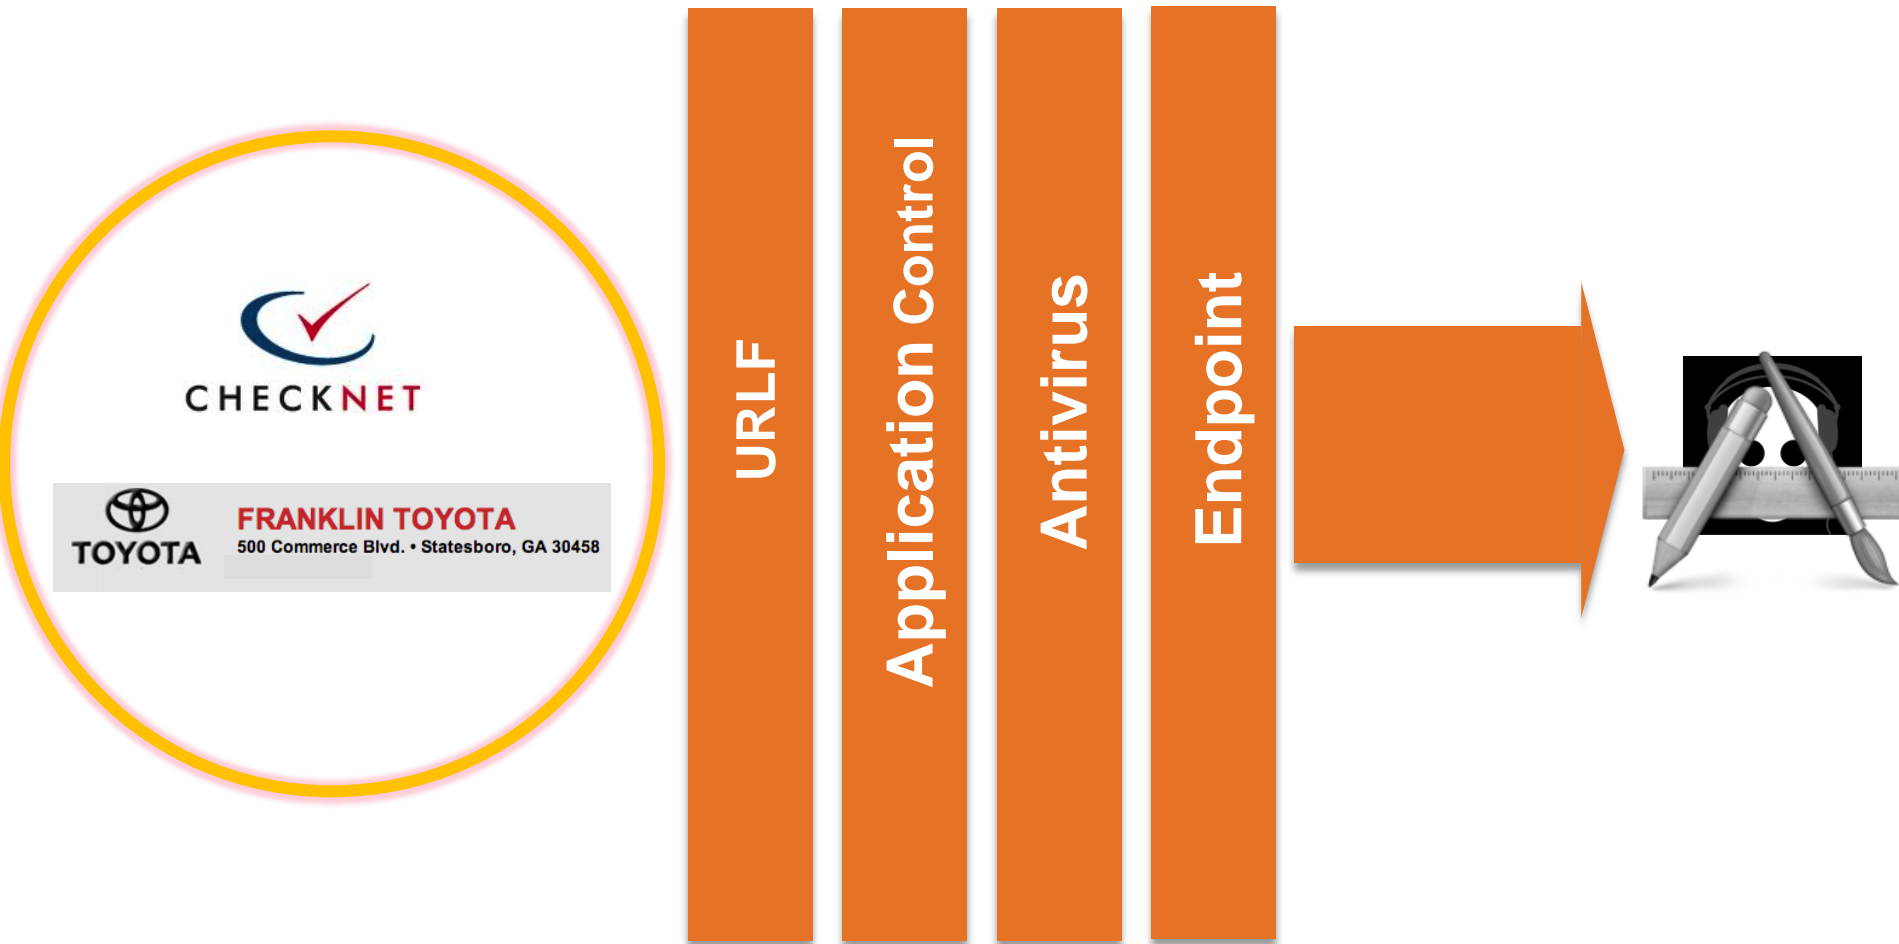 CHECKNET
TOYOTA
FRANKLIN TOYOTA
500 Commerce Blvd. • Statesboro, GA 30458
URLF
Application Control
Antivirus
Endpoint